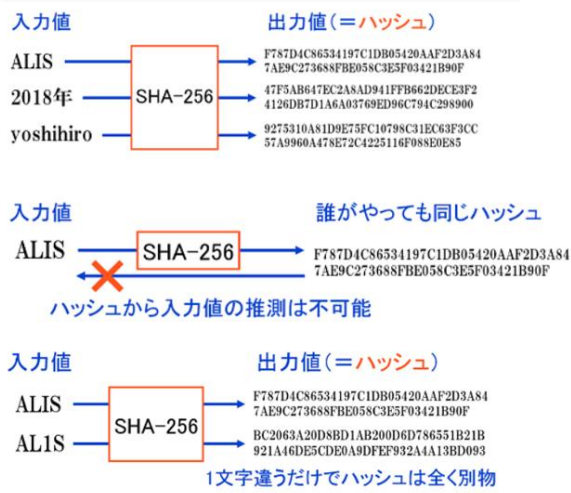 入力値 出力値(=ハッシュ)
ALIS
F787D4C86534197C1DB05420AAF2D3A84
7AE9C273688FBE058C3E5F03421B90F
2018年
SHA-256
47F5AB647EC2A8AD941FFB662DECE3F2
4126DB7D1A6A03769ED96C794C298900
yoshihiro
9275310A81D9E75FC10798C31EC63F3CC
57A9960A478E72C4225116F088E0E85
入力値 誰がやっても同じハッシュ
ALIS
SHA-256
F787D4C86534197C1DB05420AAF2D3A84
7AE9C273688FBE058C3E5F03421B90F
ハッシュから入力値の推測は不可能
入力値 出力値(=ハッシュ)
ALIS
F787D4C86534197C1DB05420AAF2D3A84
7AE9C273688FBE058C3E5F03421B90F
SHA-256
AL1S
BC2063A20D8BD1AB200D6D786551B21B
921A46DE5CDE0A9DFEF932A4A13BD093
1文字違うだけでハッシュは全く別物